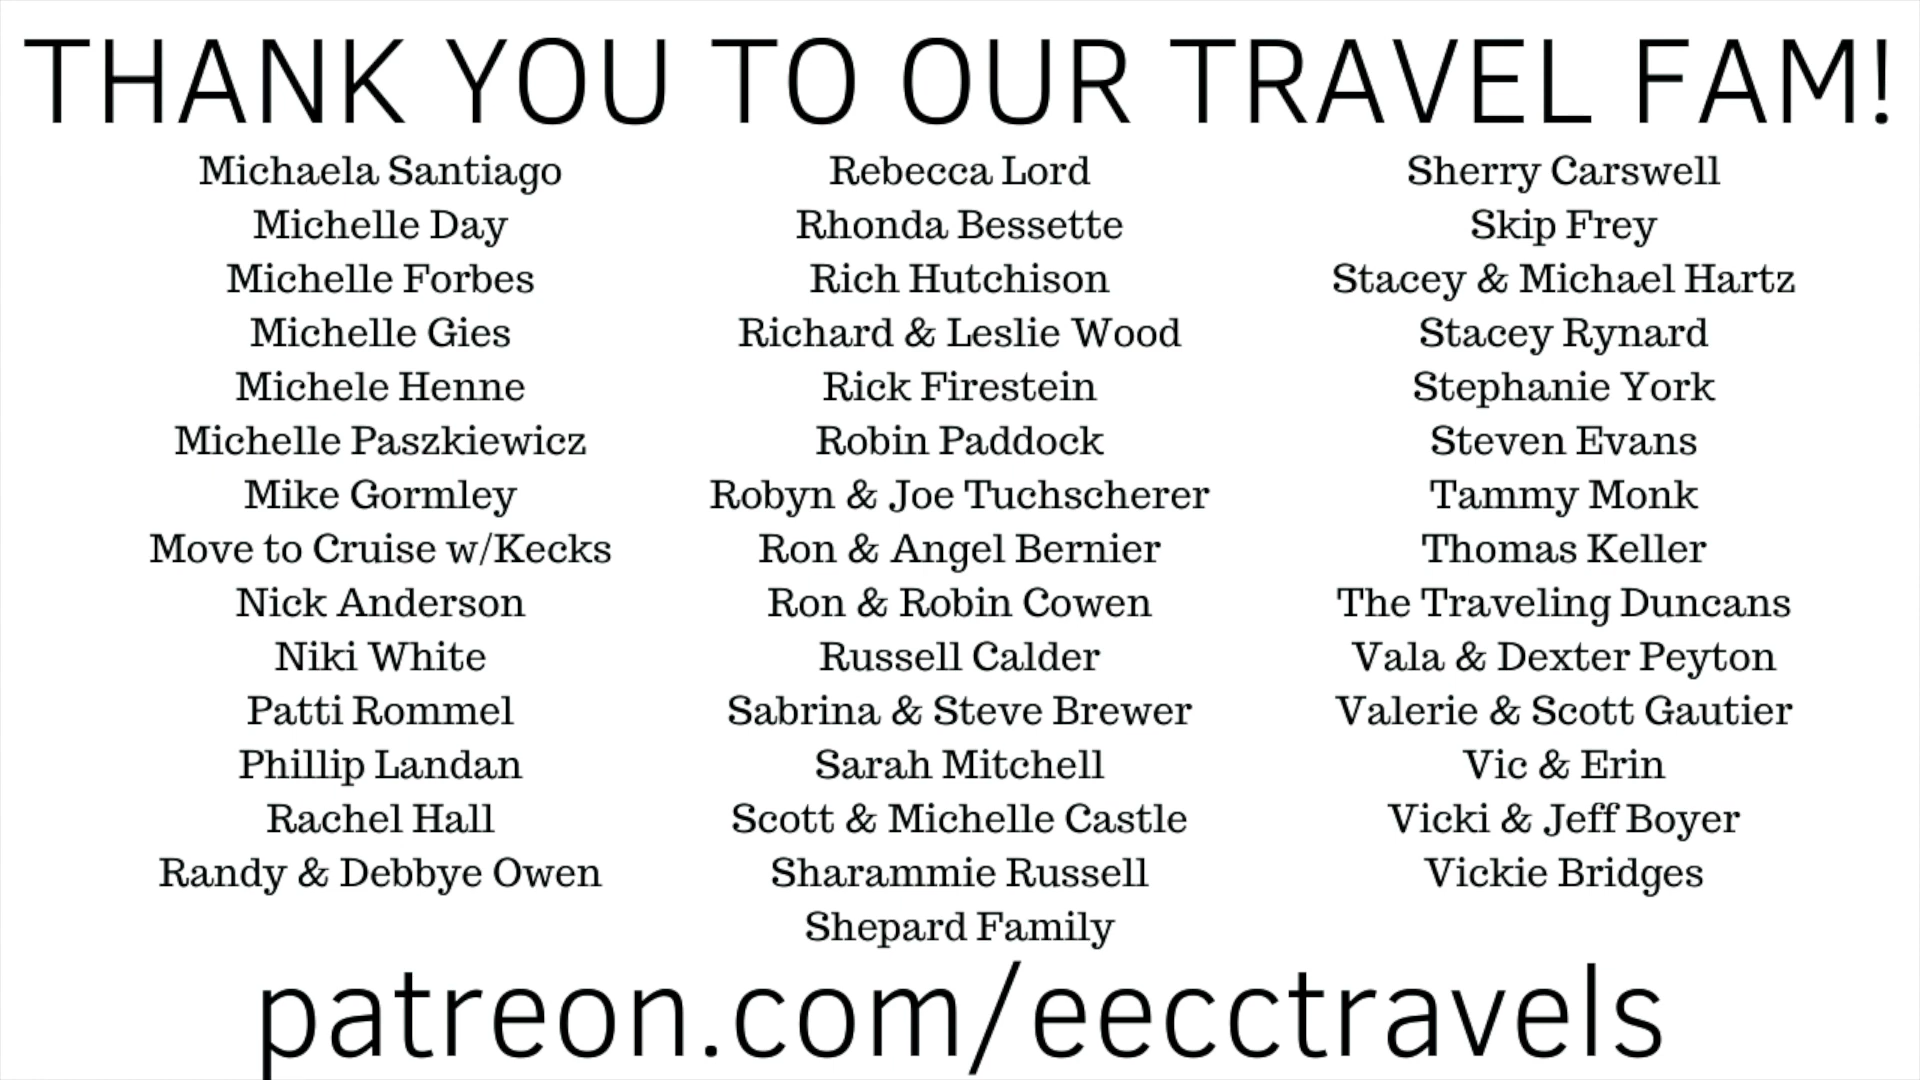 THANK YOU TO OUR TRAVEL FAM!
Michaela Santiago
Michelle Day
Michelle Forbes
Michelle Gies
Michele Henne
Michelle Paszkiewicz
Mike Gormley
Move to Cruise w/Kecks
Nick Anderson
Niki White
Patti Rommel
Phillip Landan
Rachel Hall
Randy & Debbye Owen
Rebecca Lord
Rhonda Bessette
Rich Hutchison
Richard & Leslie Wood
Rick Firestein
Robin Paddock
Robyn & Joe Tuchscherer
Ron & Angel Bernier
Ron & Robin Cowen
Russell Calder
Sabrina & Steve Brewer
Sarah Mitchell
Scott & Michelle Castle
Sharammie Russell
Shepard Family
Sherry Carswell
Skip Frey
Stacey & Michael Hartz
Stacey Rynard
Stephanie York
Steven Evans
Tammy Monk
Thomas Keller
The Traveling Duncans
Vala & Dexter Peyton
Valerie & Scott Gautier
Vic & Erin
Vicki & Jeff Boyer
Vickie Bridges
patreon.com/eecctravels